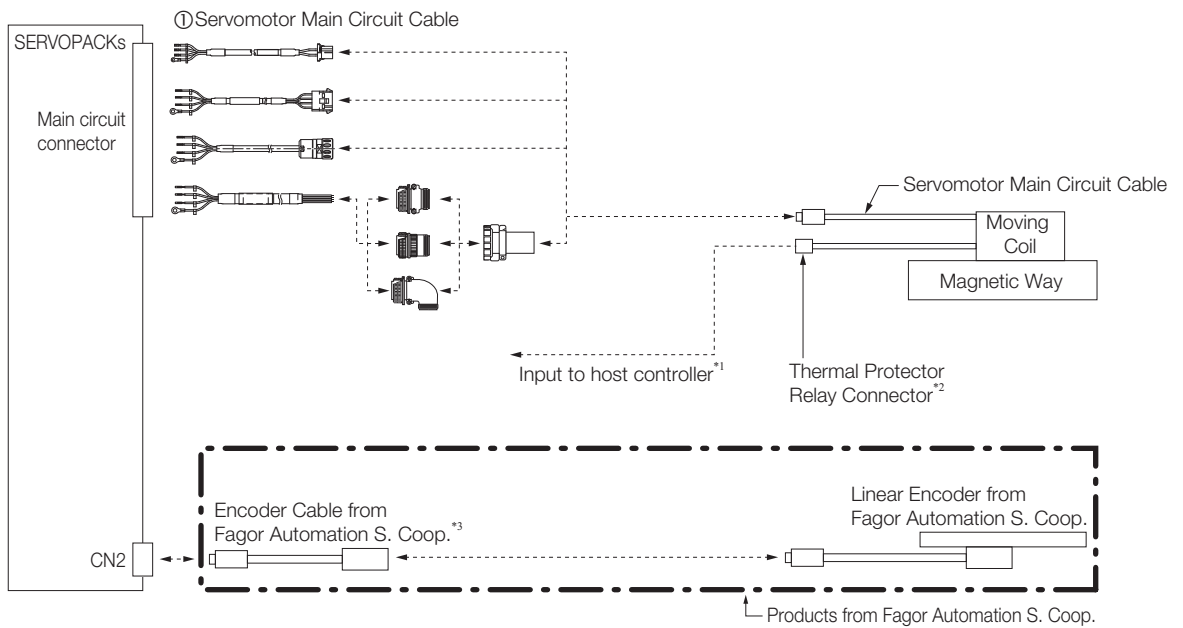 ①Servomotor Main Circuit Cable
SERVOPACKs
Main circuit
connector
Servomotor Main Circuit Cable
Moving
Coil
Magnetic Way
Input to host controller*1
Thermal Protector
Relay Connector*2
Encoder Cable from
Fagor Automation S. Coop.*3
Linear Encoder from
Fagor Automation S. Coop.
CN2
Products from Fagor Automation S. Coop.